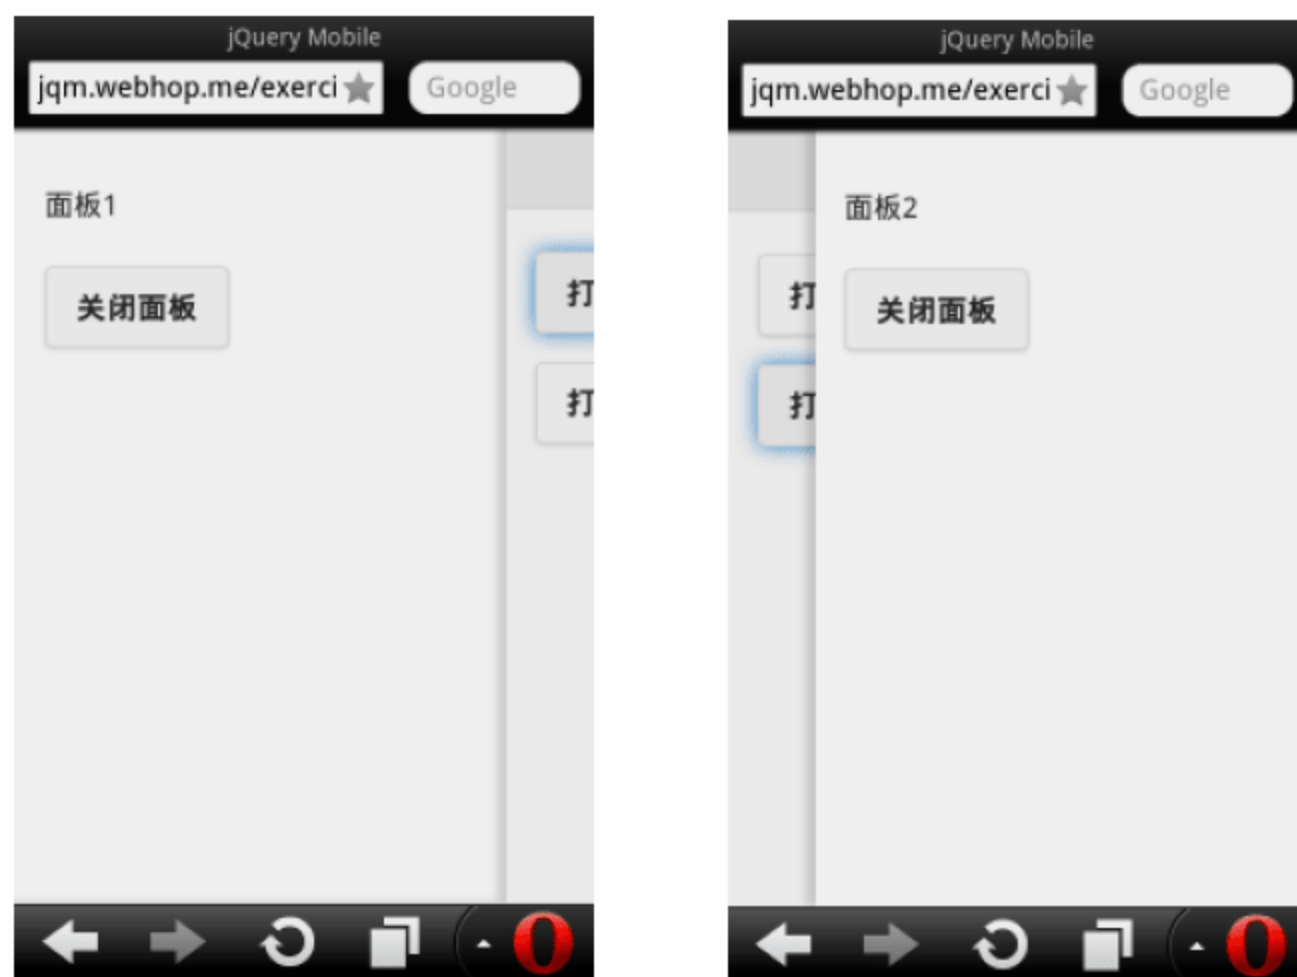 jQuery Mobile
jqm.webhop.me/exerci
Google
面板1
关闭面板
打
打
jQuery Mobile
jqm.webhop.me/exerci
Google
面板2
关闭面板
打
打